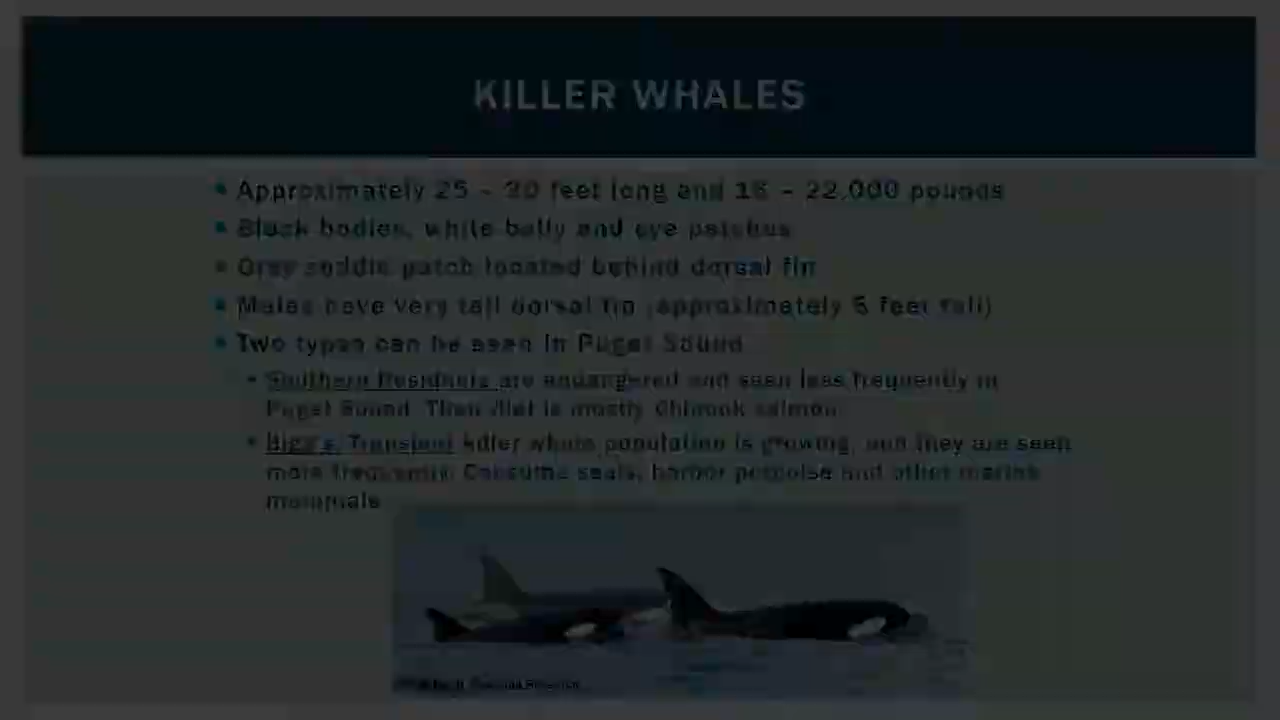 KILLER WHALES
• Approximately 25 – 30 feet long and 16 – 22,000 pounds
• Black bodies, white belly and eye patches
• Grey saddle patch located behind dorsal fin
• Males have very tall dorsal fin (approximately 5 feet tall)
• Two types can be seen in Puget Sound
• Southern Residents are endangered and seen less frequently in
Puget Sound. Their diet is mostly Chinook salmon.
• Bigg's, Transient killer whale population is growing, and they are seen
more frequently. Consume seals, harbor porpoise and other marine
mammals